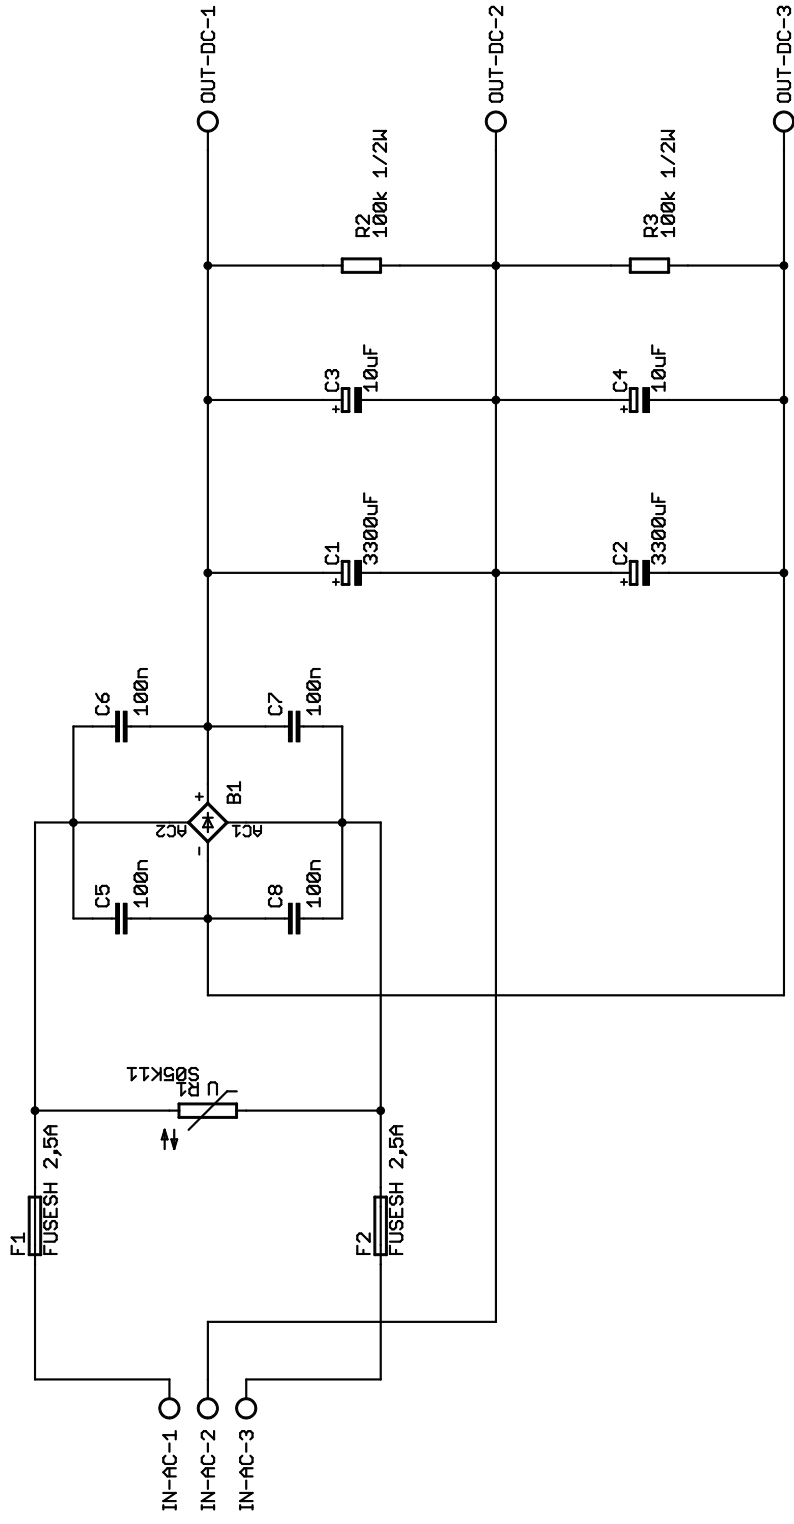 OUT-DC-1
OUT-DC-2
OUT-DC-3
R2
100k 1/2W
R3
100k 1/2W
C3
+
10uF
C4
+
10uF
C1
+
3300uF
C2
+
3300uF
C6
100n
C7
100n
B1
+
-
AC2
AC1
C5
100n
C8
100n
S05K11
R1
U
F1
FUSESH 2,5A
F2
FUSESH 2,5A
IN-AC-1
IN-AC-2
IN-AC-3